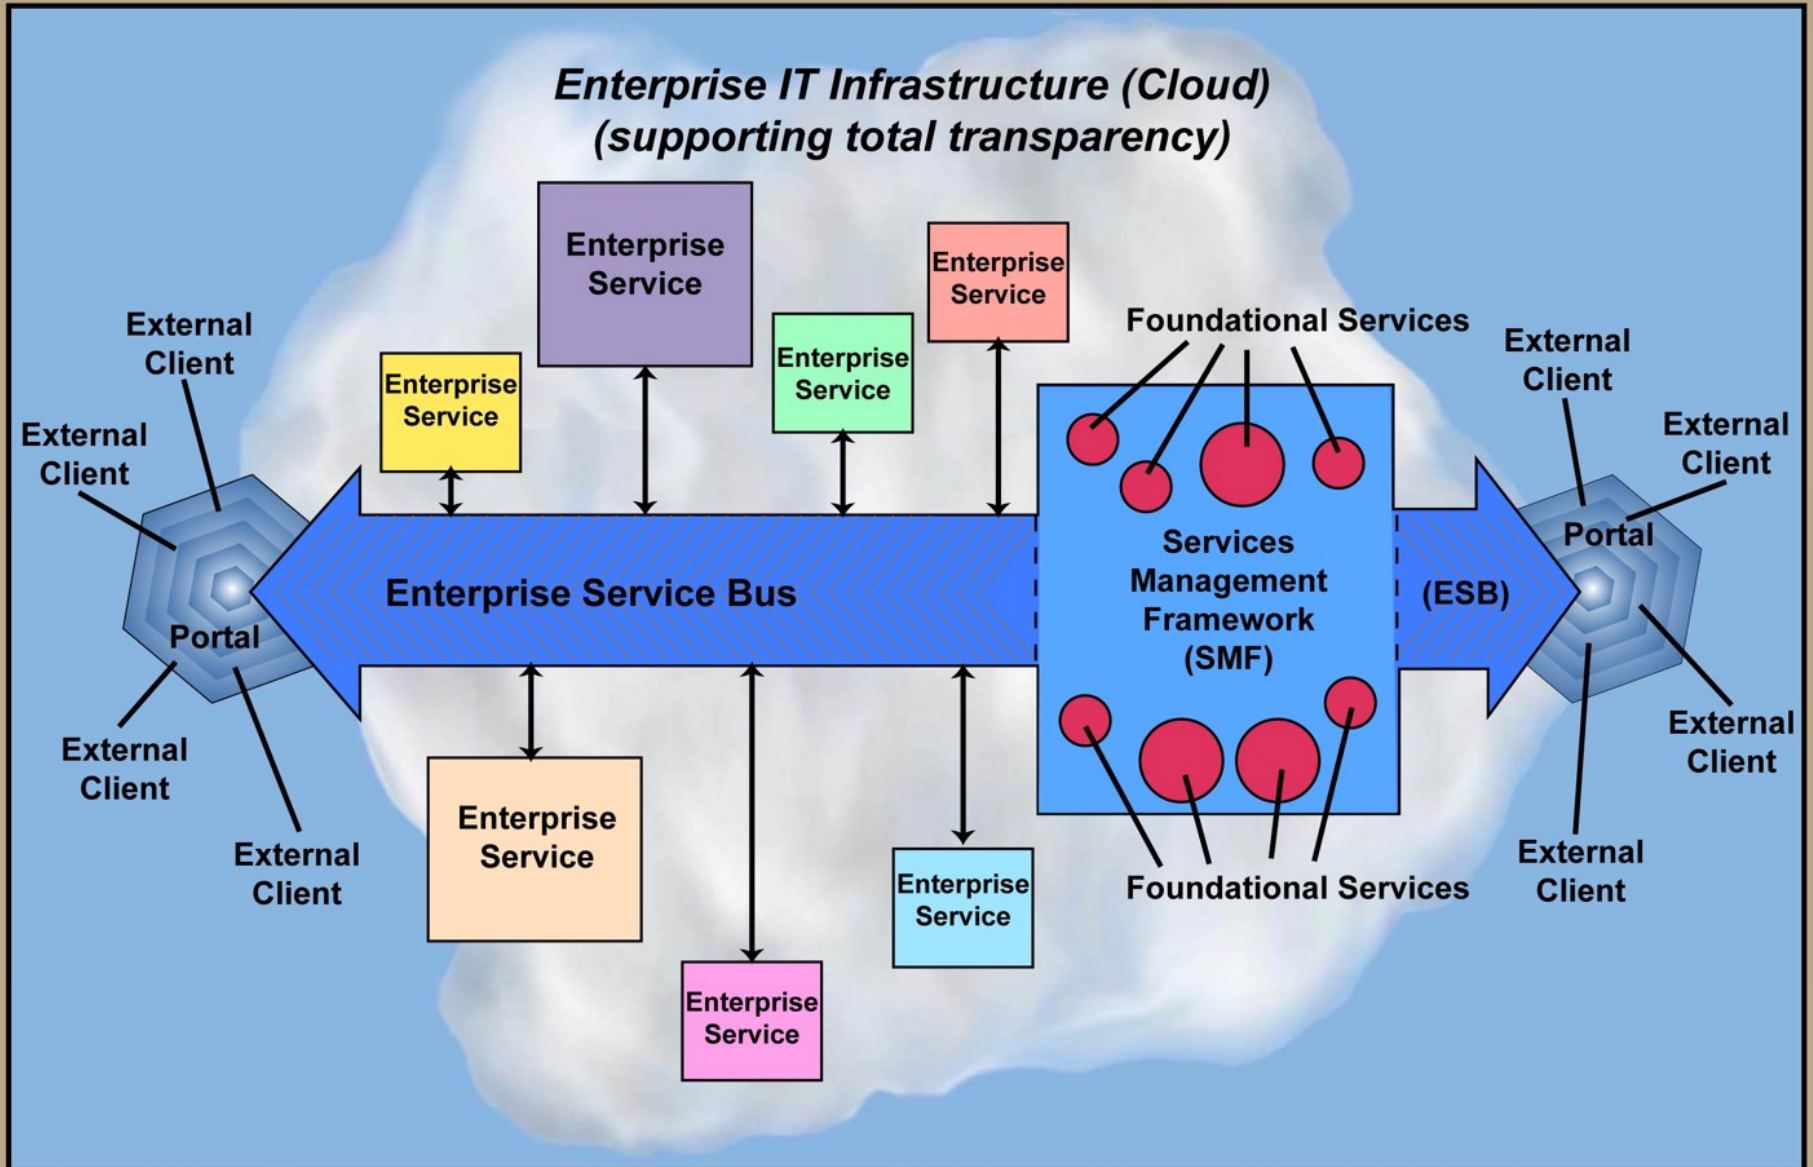 Enterprise IT Infrastructure (Cloud)
(supporting total transparency)
Enterprise
Service
Enterprise
Service
Enterprise
Service
Enterprise
Service
External
Client
External
Client
Portal
External
Client
External
Client
Enterprise Service Bus
Foundational Services
Services
Management
Framework
(SMF)
Foundational Services
(ESB)
External
Client
External
Client
Portal
External
Client
External
Client
Enterprise
Service
Enterprise
Service
Enterprise
Service